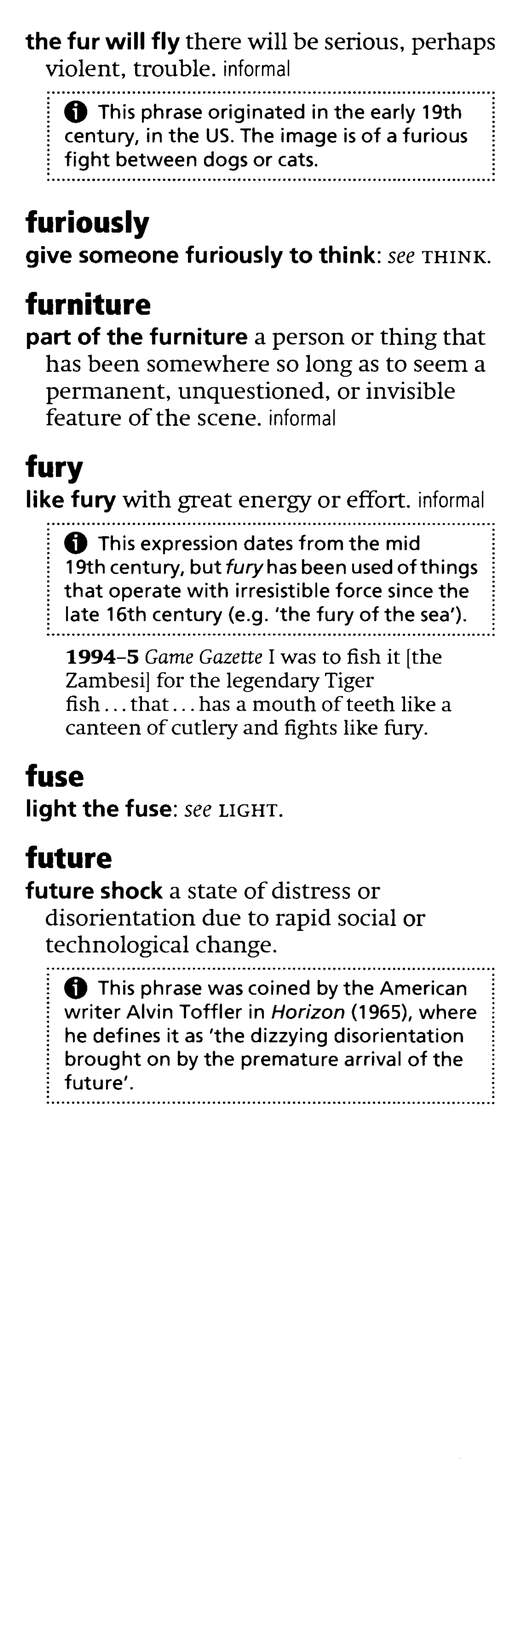 the fur will fly there will be serious, perhaps
violent, trouble. informal
This phrase originated in the early 19th
century, in the US. The image is of a furious
fight between dogs or cats.
furiously
give someone furiously to think: see THINK.
furniture
part of the furniture a person or thing that
has been somewhere so long as to seem a
permanent, unquestioned, or invisible
feature of the scene. informal
fury
like fury with great energy or effort. informal
This expression dates from the mid
19th century, but fury has been used of things
that operate with irresistible force since the
late 16th century (e.g. 'the fury of the sea').
1994–5 Game Gazette I was to fish it [the
Zambesi] for the legendary Tiger
fish ... that ... has a mouth of teeth like a
canteen of cutlery and fights like fury.
fuse
light the fuse: see LIGHT.
future
future shock a state of distress or
disorientation due to rapid social or
technological change.
This phrase was coined by the American
writer Alvin Toffler in Horizon (1965), where
he defines it as 'the dizzying disorientation
brought on by the premature arrival of the
future'.